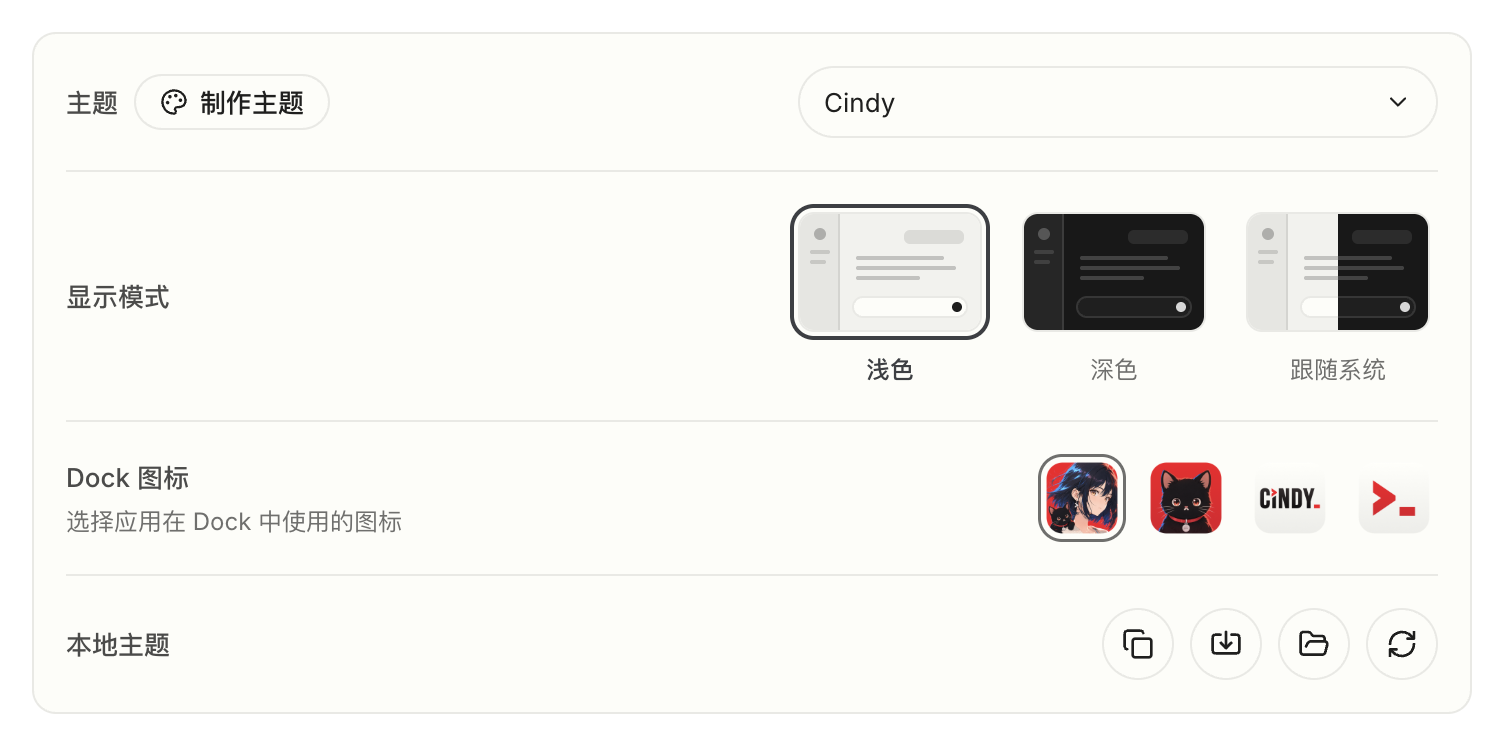 主题
制作主题
Cindy
显示模式
浅色
深色
跟随系统
Dock 图标
选择应用在 Dock 中使用的图标
CiNDY_
>_
本地主题